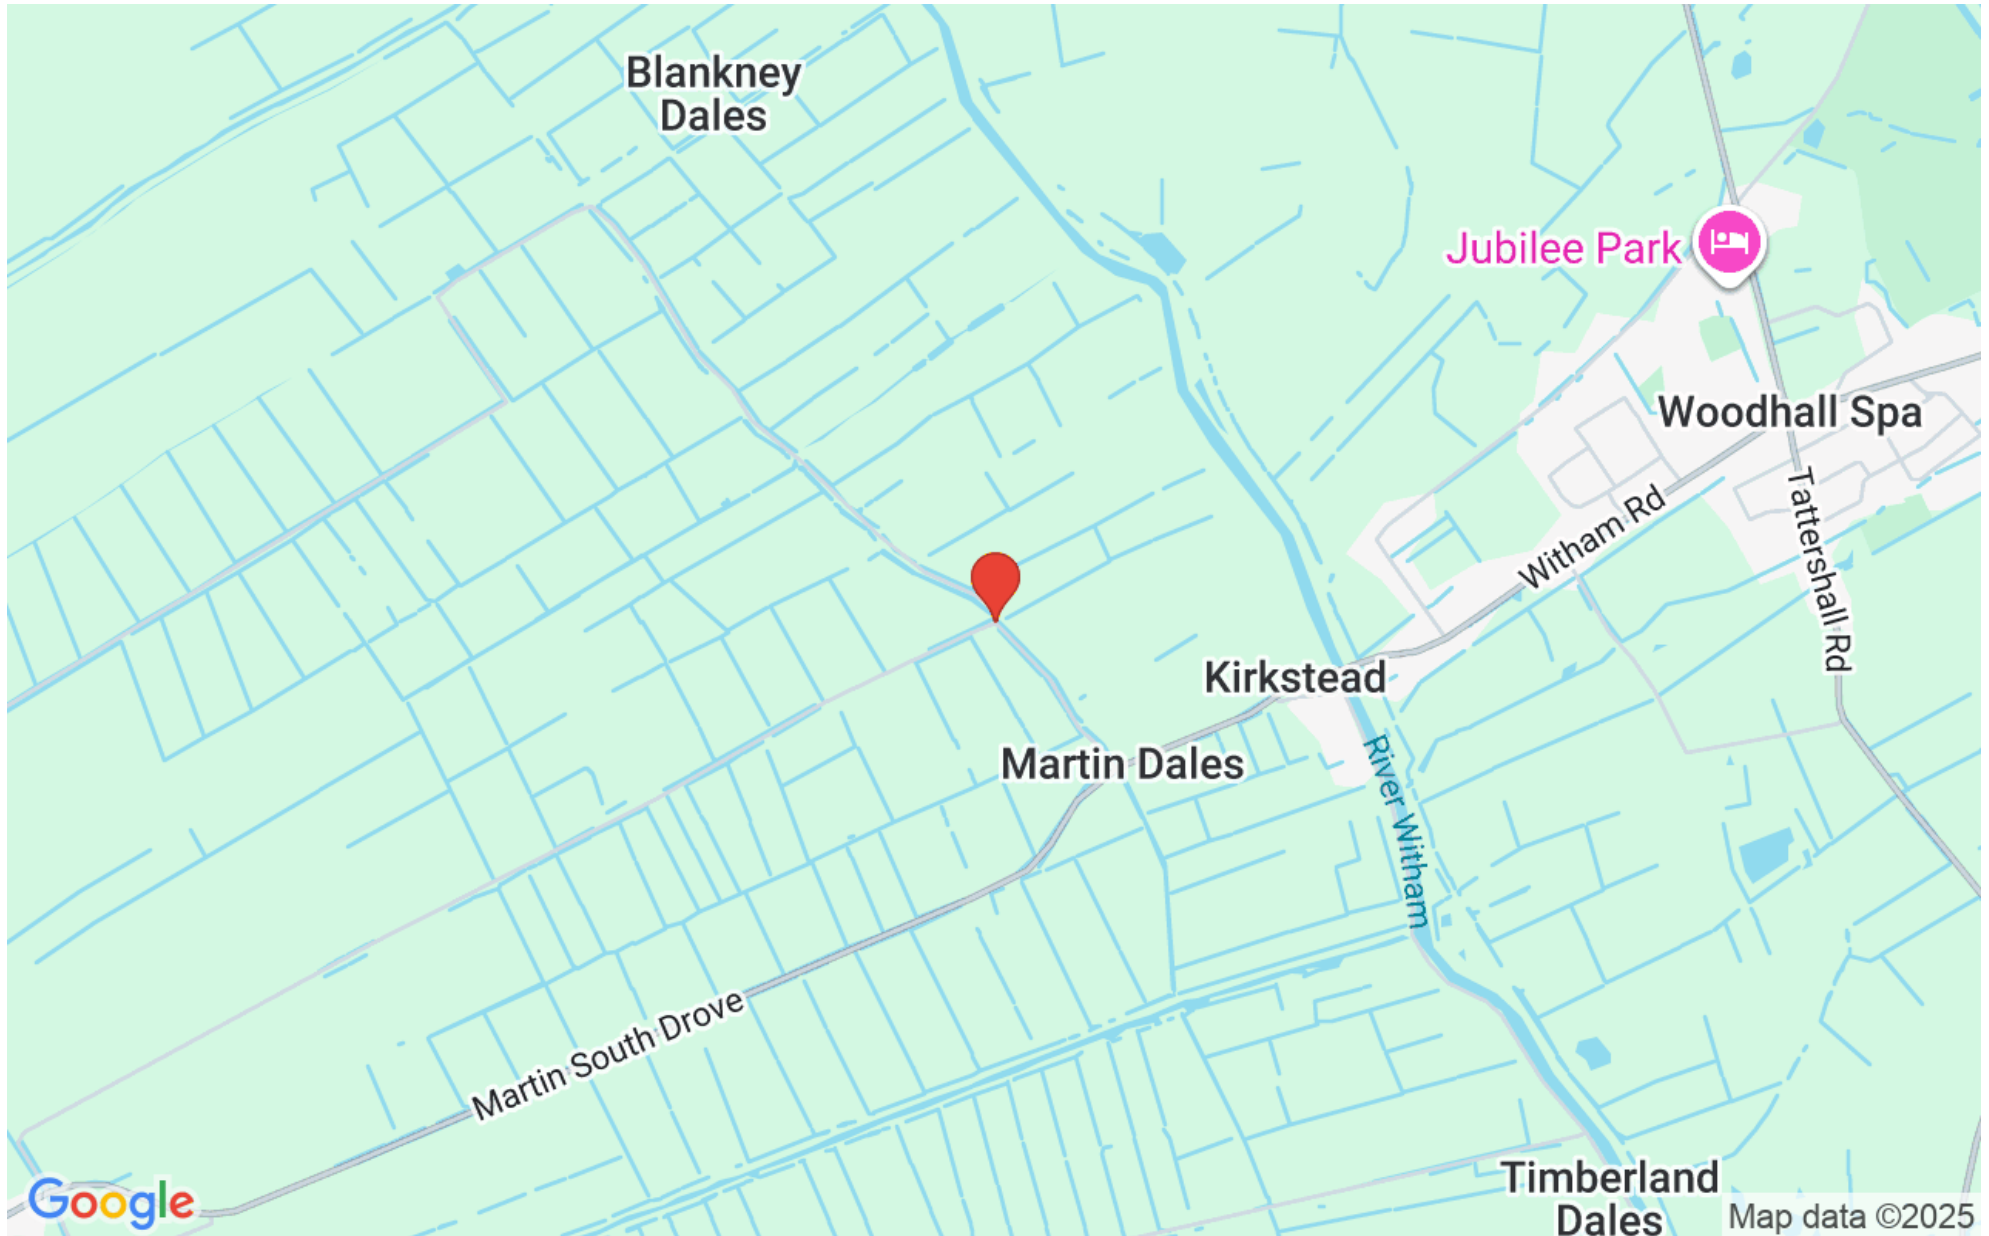 Blankney
Dales
Jubilee Park
Woodhall Spa
Witham Rd
Tattershall Rd
Kirkstead
Martin Dales
River Witham
Martin South Drove
Timberland
Dales
Google
Map data ©2025